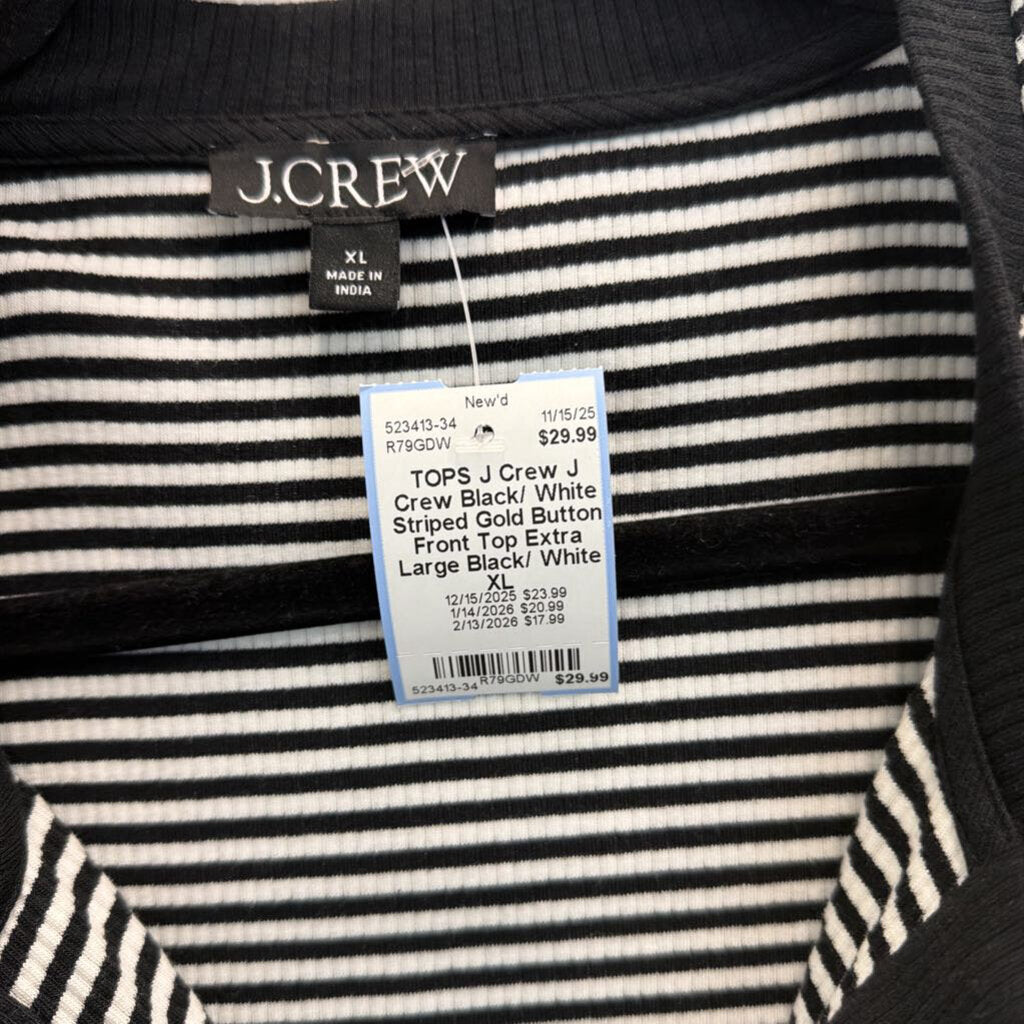 J.CREW
XL
MADE IN
INDIA
New'd
523413-34 11/15/25
R79GDW $29.99
TOPS J Crew J
Crew Black/ White
Striped Gold Button
Front Top Extra
Large Black/ White
XL
12/15/2025 $23.99
1/14/2026 $20.99
2/13/2026 $17.99
523413-34 R79GDW $29.99